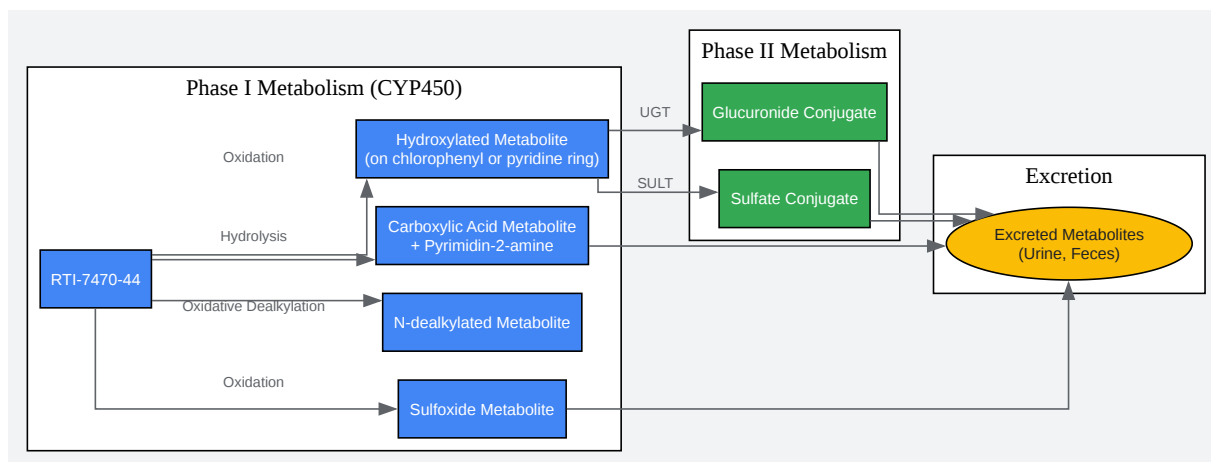 Phase I Metabolism (CYP450)
RTI-7470-44
Oxidation
Hydroxylated Metabolite
(on chlorophenyl or pyridine ring)
Hydrolysis
Carboxylic Acid Metabolite
+ Pyrimidin-2-amine
Oxidative Dealkylation
N-dealkylated Metabolite
Oxidation
Sulfoxide Metabolite
UGT
SULT
Phase II Metabolism
Glucuronide Conjugate
Sulfate Conjugate
Excretion
Excreted Metabolites
(Urine, Feces)